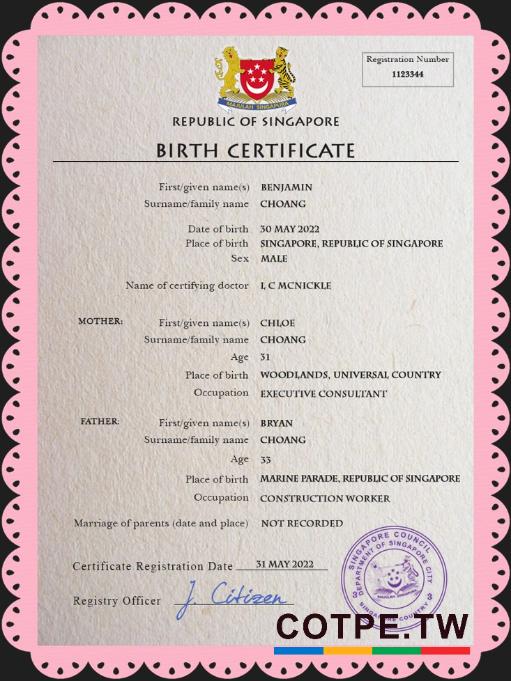 Registration Number
1123344
MAJULAH SINGAPURA
REPUBLIC OF SINGAPORE
BIRTH CERTIFICATE
First/given name(s) BENJAMIN
Surname/family name CHOANG
Date of birth 30 MAY 2022
Place of birth SINGAPORE, REPUBLIC OF SINGAPORE
Sex MALE
Name of certifying doctor I, C MCNICKLE
MOTHER: First/given name(s) CHLOE
Surname/family name CHOANG
Age 31
Place of birth WOODLANDS, UNIVERSAL COUNTRY
Occupation EXECUTIVE CONSULTANT
FATHER: First/given name(s) BRYAN
Surname/family name CHOANG
Age 33
Place of birth MARINE PARADE, REPUBLIC OF SINGAPORE
Occupation CONSTRUCTION WORKER
Marriage of parents (date and place) NOT RECORDED
Certificate Registration Date 31 MAY 2022
Registry Officer J. Citizen
SINGAPORE COUNCIL
DEPARTMENT OF SINGAPORE CITY
SINGAPORE COUNTRY
COTPE.TW